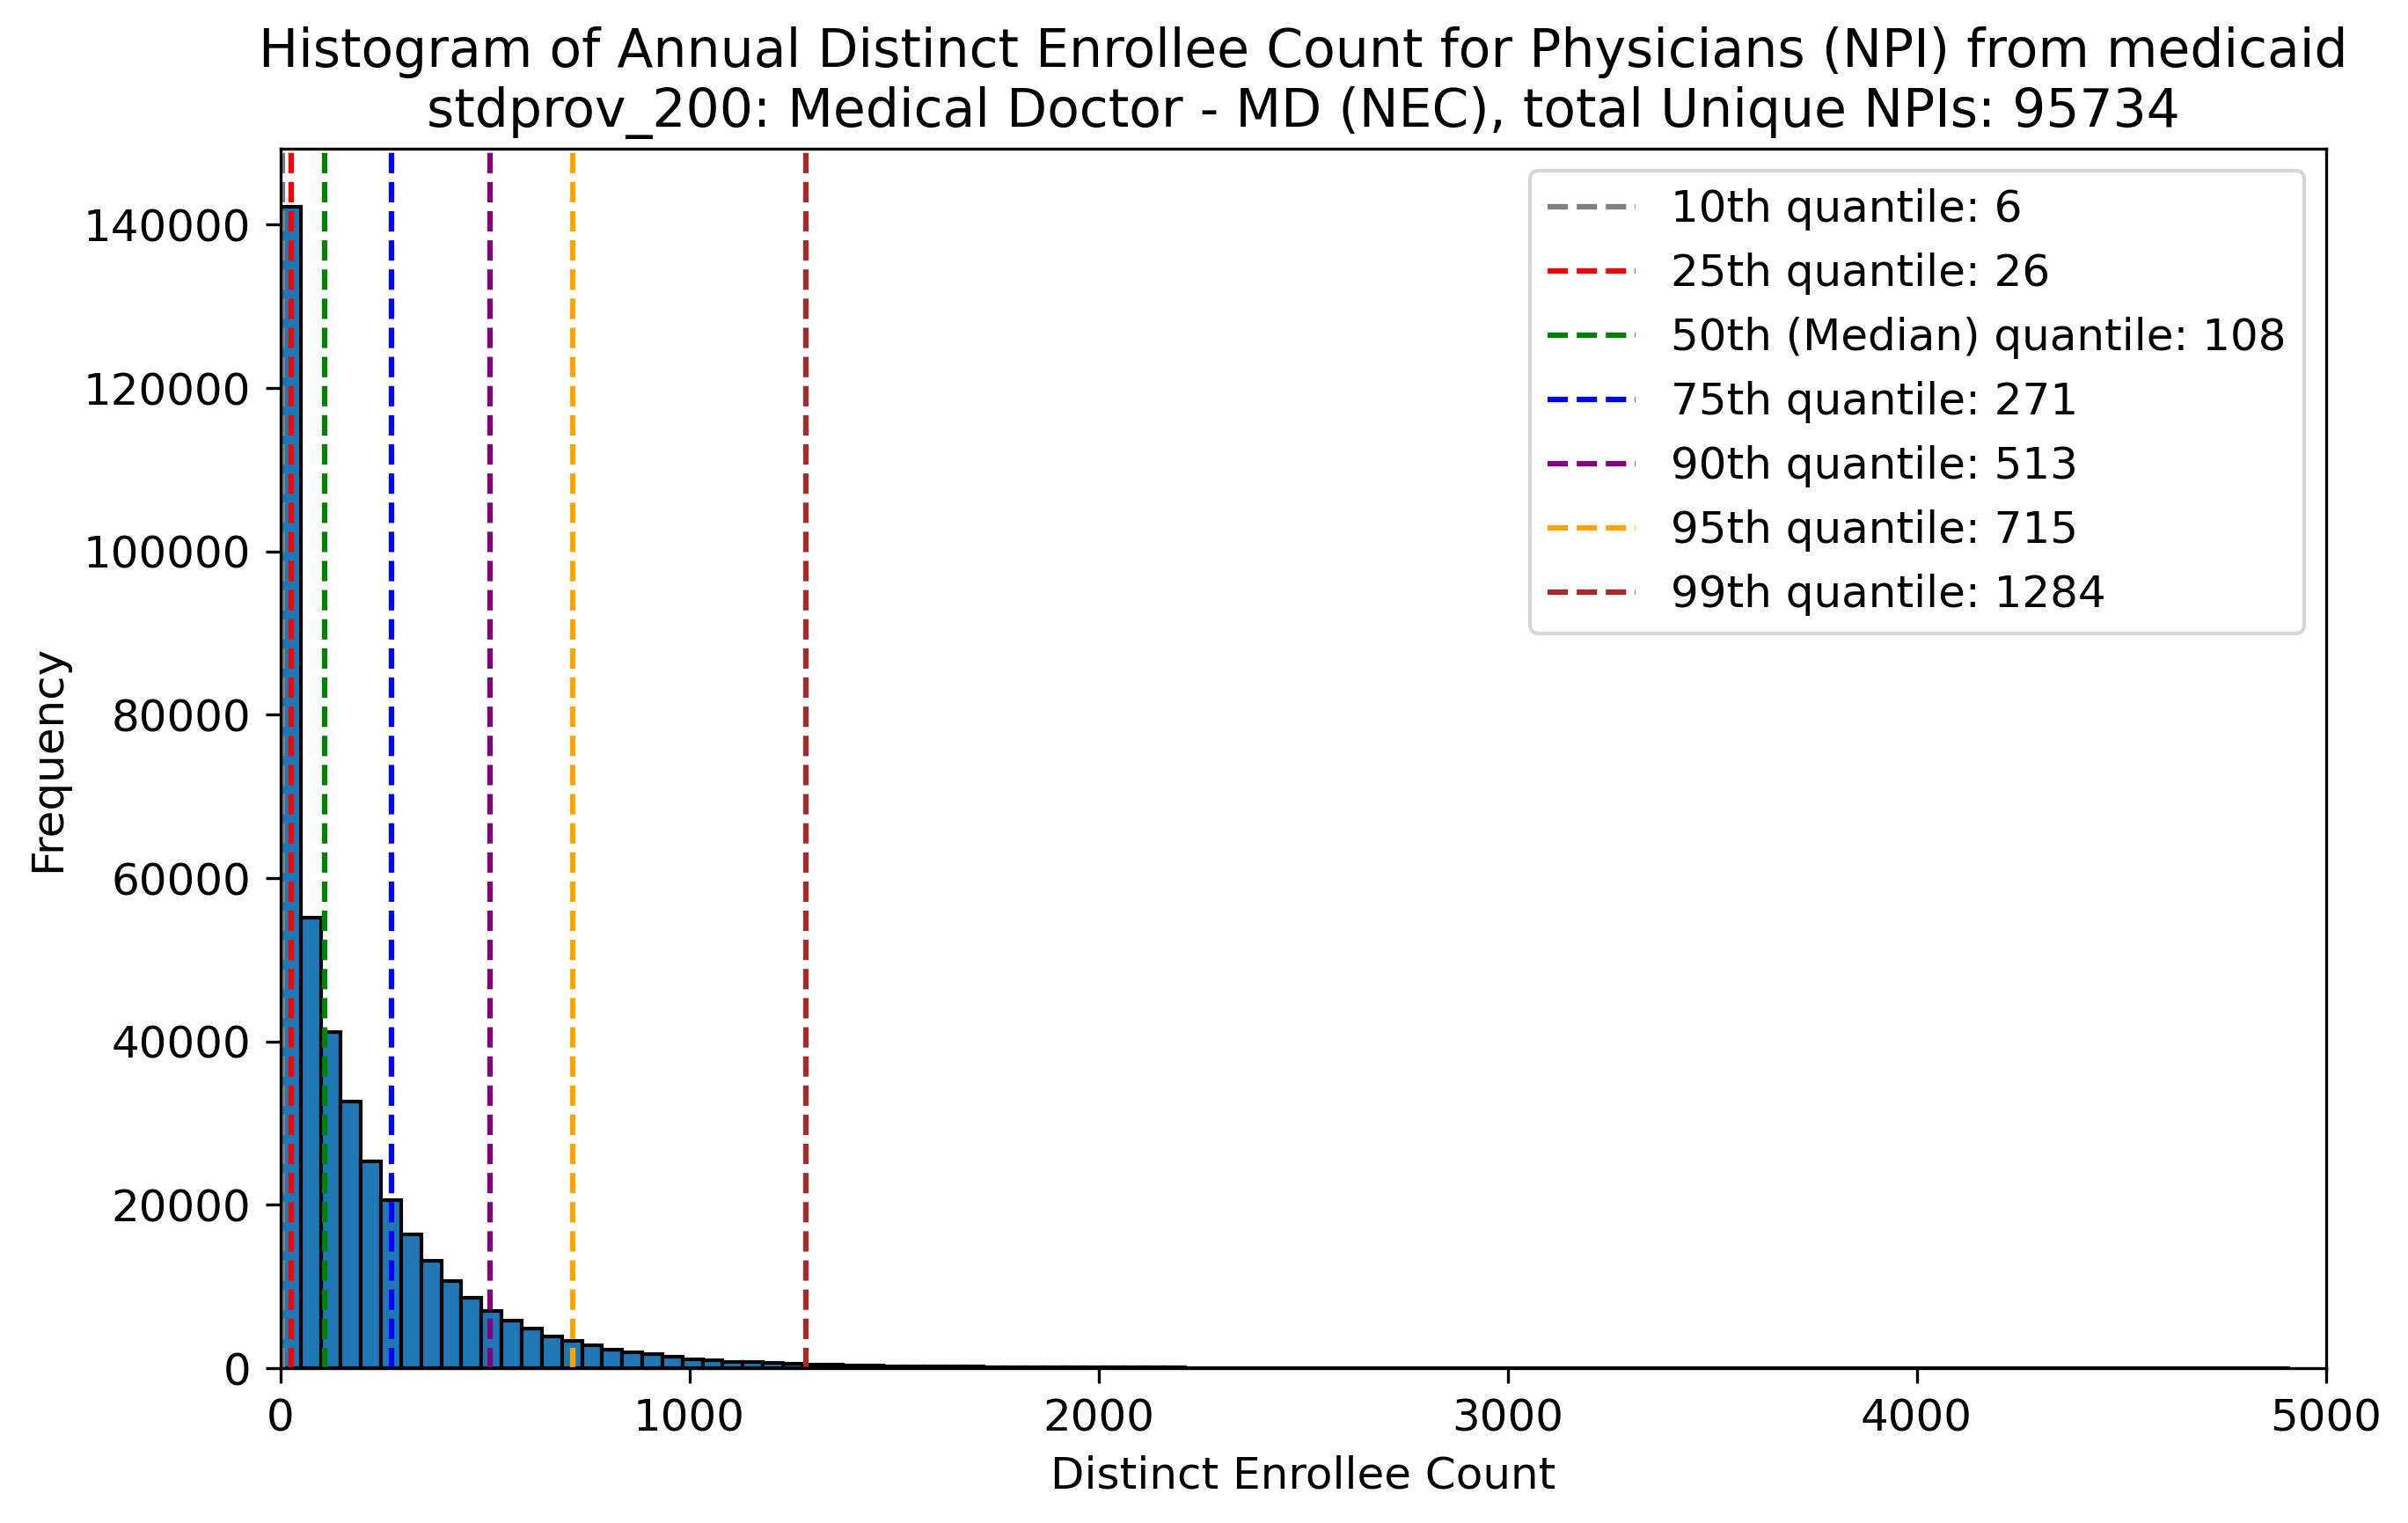 Histogram of Annual Distinct Enrollee Count for Physicians (NPI) from medicaid
stdprov_200: Medical Doctor - MD (NEC), total Unique NPIs: 95734
10th quantile: 6
25th quantile: 26
50th (Median) quantile: 108
75th quantile: 271
90th quantile: 513
95th quantile: 715
99th quantile: 1284
Frequency
140000
120000
100000
80000
60000
40000
20000
0
0 1000 2000 3000 4000 5000
Distinct Enrollee Count